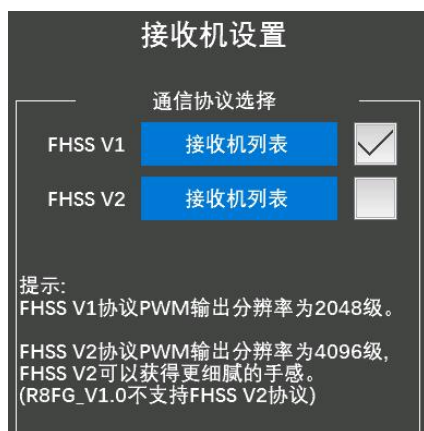 接收机设置
通信协议选择
FHSS V1 接收机列表
FHSS V2 接收机列表
提示:
FHSS V1协议PWM输出分辨率为2048级。
FHSS V2协议PWM输出分辨率为4096级,
FHSS V2可以获得更细腻的手感。
(R8FG_V1.0不支持FHSS V2协议)